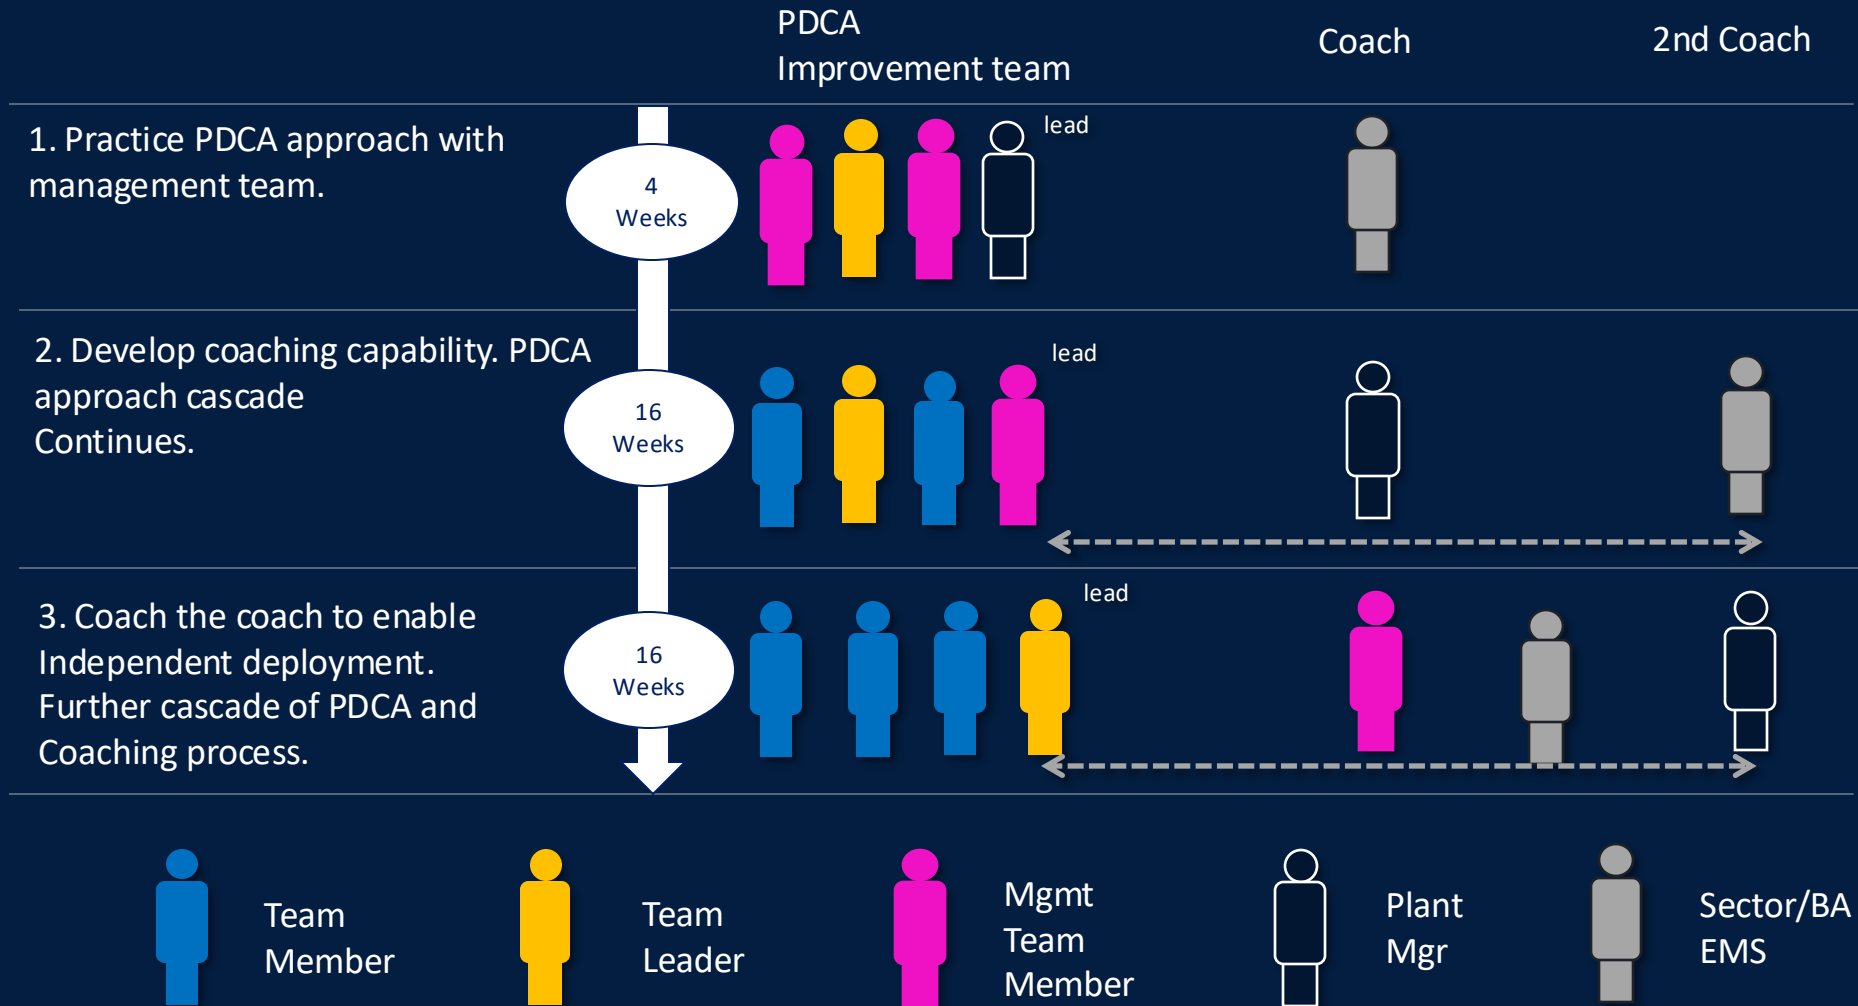 PDCA
Improvement team
Coach
2nd Coach
1. Practice PDCA approach with
management team.
4
Weeks
lead
2. Develop coaching capability. PDCA
approach cascade
Continues.
16
Weeks
lead
3. Coach the coach to enable
Independent deployment.
Further cascade of PDCA and
Coaching process.
16
Weeks
lead
Team
Member
Team
Leader
Mgmt
Team
Member
Plant
Mgr
Sector/BA
EMS